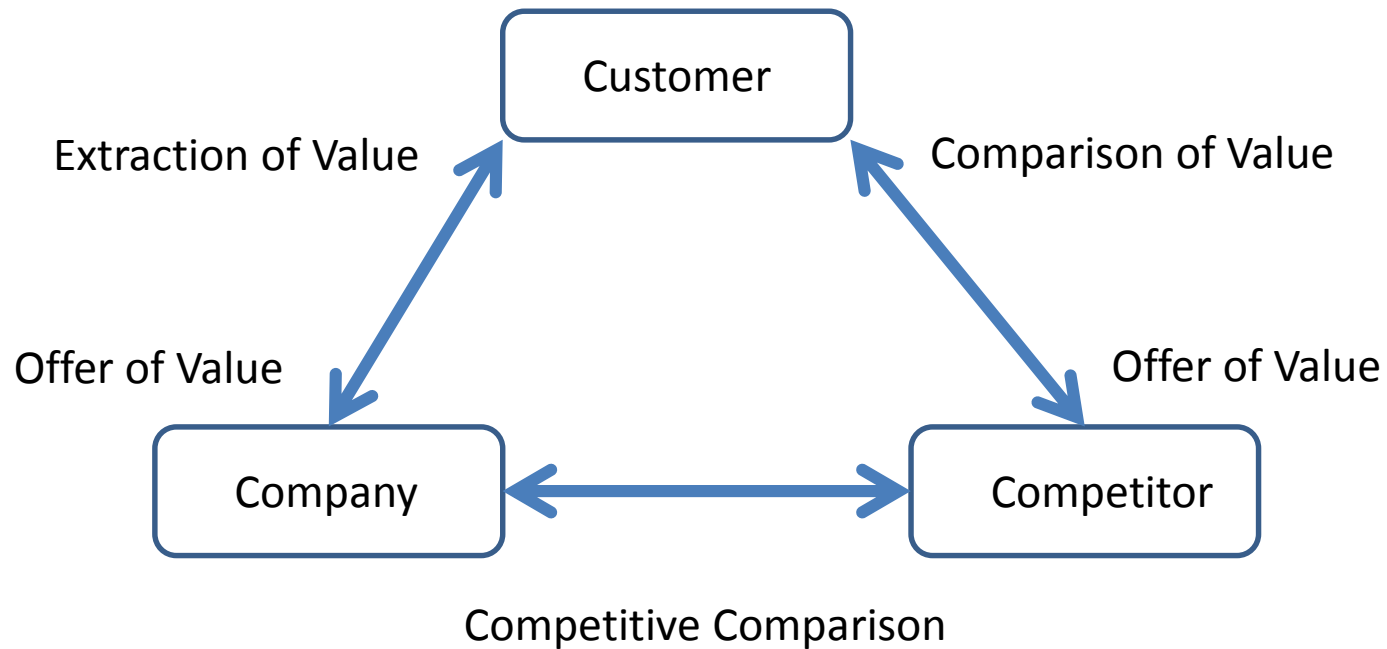 Customer
Extraction of Value
Comparison of Value
Offer of Value
Offer of Value
Company
Competitor
Competitive Comparison